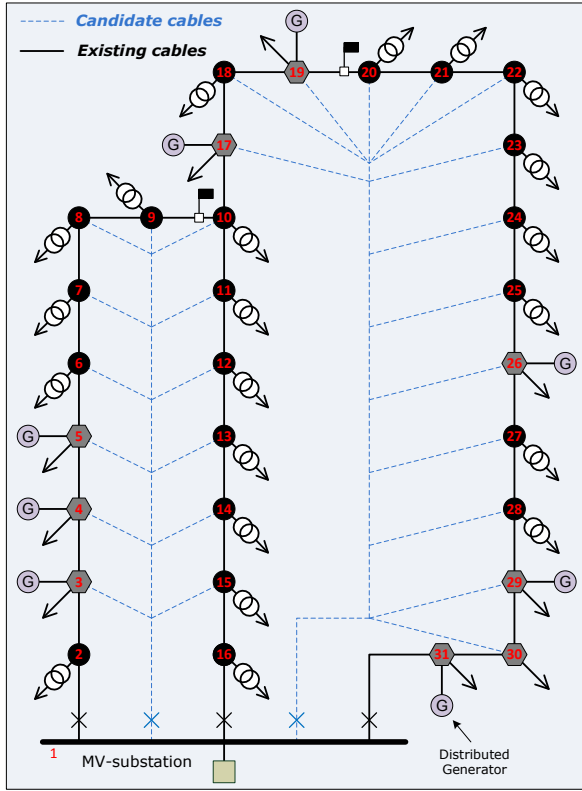 Candidate cables
Existing cables
G
18
19
20
21
22
G
17
23
8
9
10
24
7
11
25
6
12
26
G
G
5
13
27
G
4
14
28
G
3
15
29
G
2
16
31
30
G
1
MV-substation
Distributed
Generator